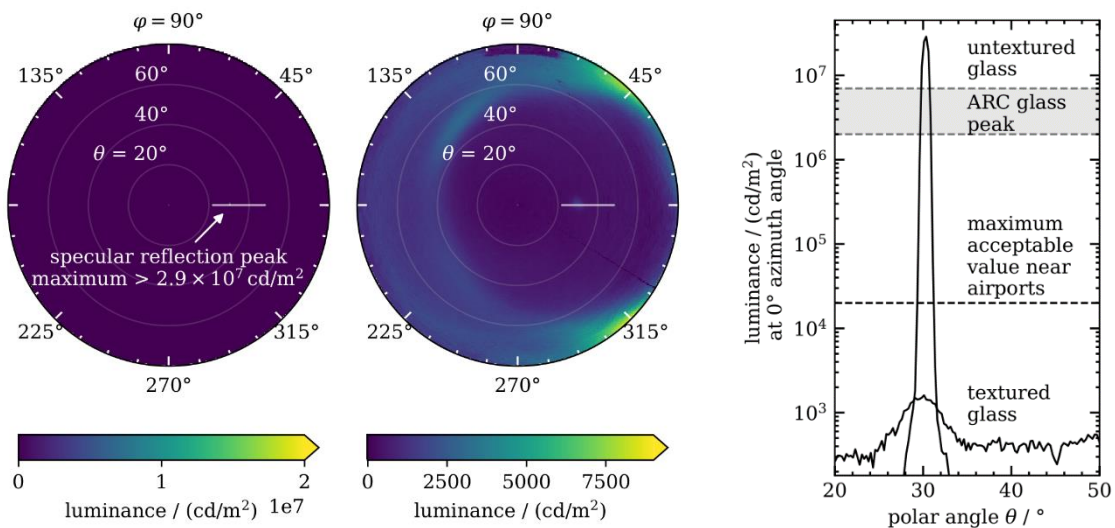 φ = 90°
135°
45°
60°
40°
θ = 20°
specular reflection peak
maximum > 2.9 × 10⁷ cd/m²
225°
315°
270°
0
1
2
1e7
luminance / (cd/m²)
φ = 90°
135°
45°
60°
40°
θ = 20°
225°
315°
270°
0
2500
5000
7500
luminance / (cd/m²)
luminance / (cd/m²)
at 0° azimuth angle
10⁷
10⁶
10⁵
10⁴
10³
untextured
glass
ARC glass
peak
maximum
acceptable
value near
airports
textured
glass
20
30
40
50
polar angle θ / °